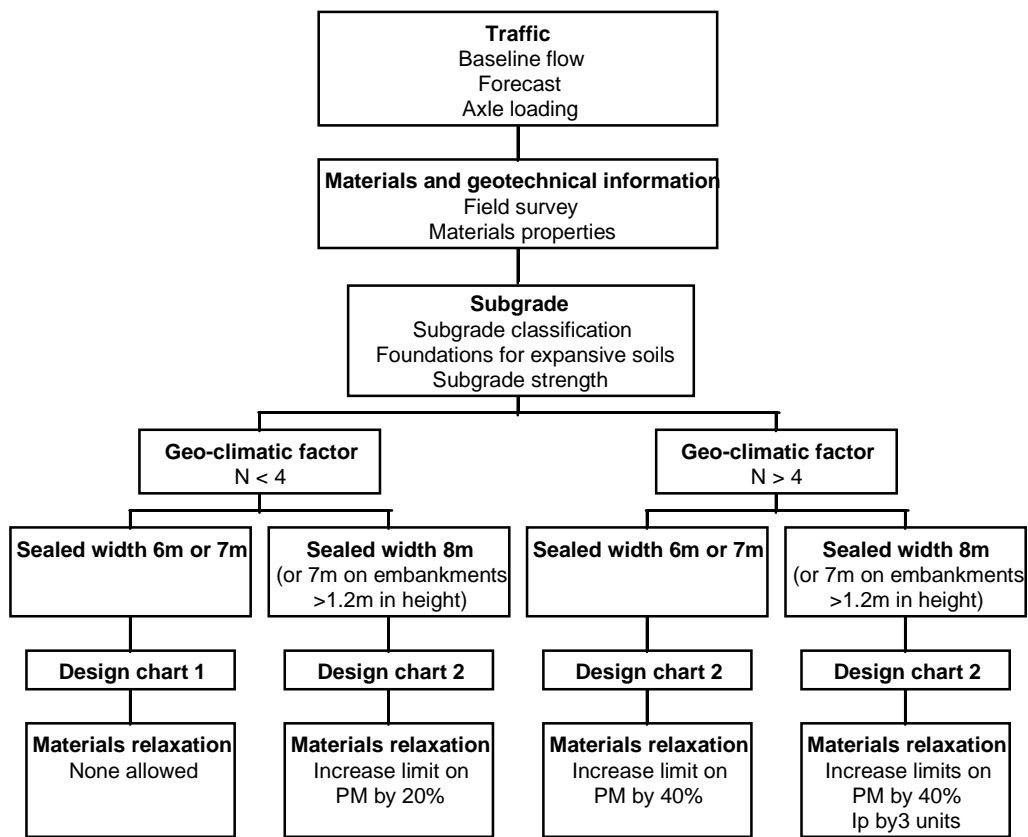 Traffic
Baseline flow
Forecast
Axle loading
Materials and geotechnical information
Field survey
Materials properties
Subgrade
Subgrade classification
Foundations for expansive soils
Subgrade strength
Geo-climatic factor
N < 4
Geo-climatic factor
N > 4
Sealed width 6m or 7m
Sealed width 8m
(or 7m on embankments
>1.2m in height)
Sealed width 6m or 7m
Sealed width 8m
(or 7m on embankments
>1.2m in height)
Design chart 1
Design chart 2
Design chart 2
Design chart 2
Materials relaxation
None allowed
Materials relaxation
Increase limit on
PM by 20%
Materials relaxation
Increase limit on
PM by 40%
Materials relaxation
Increase limits on
PM by 40%
Ip by3 units